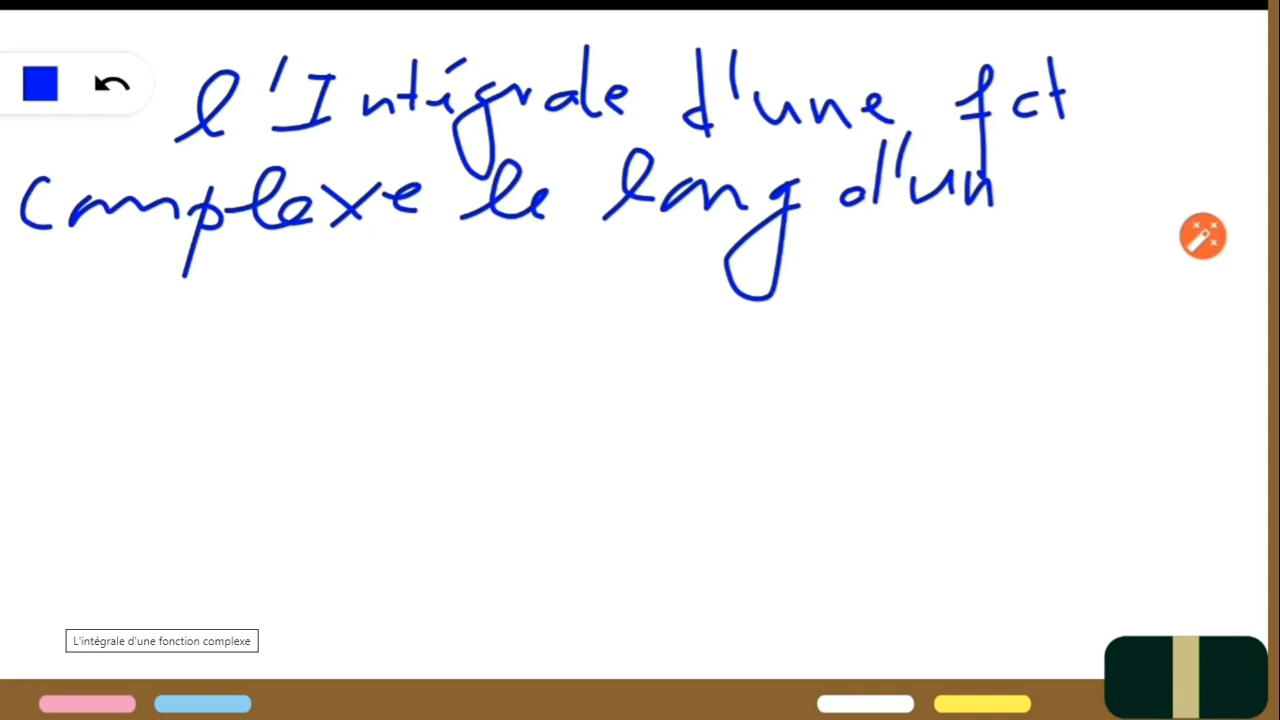 l'Intégrale d'une fct
complexe le long d'un
L'intégrale d'une fonction complexe